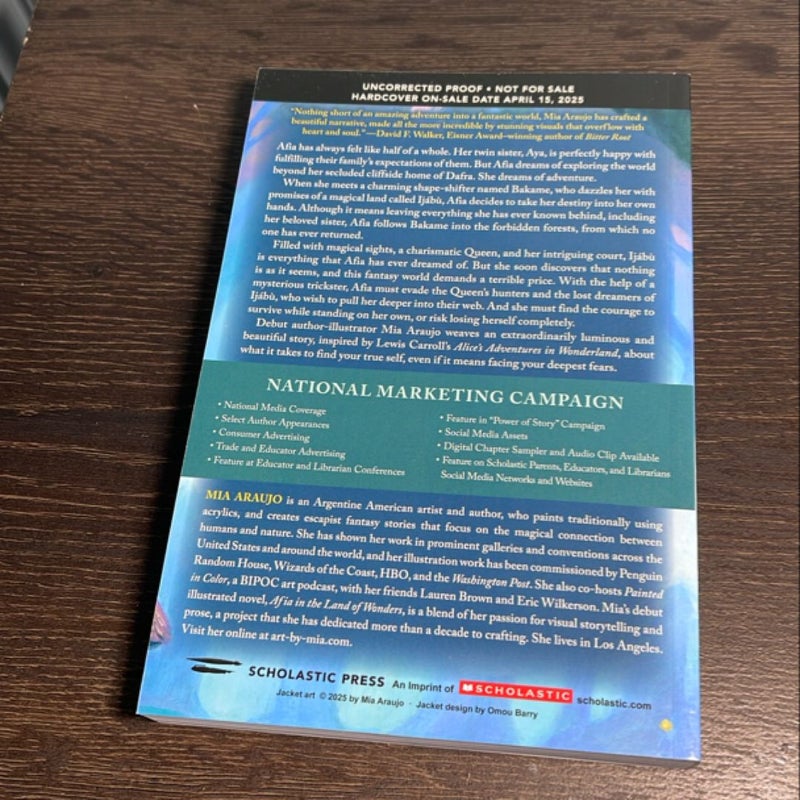 UNCORRECTED PROOF • NOT FOR SALE
HARDCOVER ON-SALE DATE APRIL 15, 2025
"Nothing short of an amazing adventure into a fantastic world, Mia Araujo has crafted a
beautiful narrative, made all the more incredible by stunning visuals that overflow with
heart and soul." —David F. Walker, Eisner Award–winning author of Bitter Root
Afia has always felt like half of a whole. Her twin sister, Aya, is perfectly happy with
fulfilling their family's expectations of them. But Afia dreams of exploring the world
beyond her secluded cliffside home of Dafra. She dreams of adventure.
When she meets a charming shape-shifter named Bakame, who dazzles her with
promises of a magical land called Ijábù, Afia decides to take her destiny into her own
hands. Although it means leaving everything she has ever known behind, including
her beloved sister, Afia follows Bakame into the forbidden forests, from which no
one has ever returned.
Filled with magical sights, a charismatic Queen, and her intriguing court, Ijábù
is everything that Afia has ever dreamed of. But she soon discovers that nothing
is as it seems, and this fantasy world demands a terrible price. With the help of a
mysterious trickster, Afia must evade the Queen's hunters and the lost dreamers of
Ijábù, who wish to pull her deeper into their web. And she must find the courage to
survive while standing on her own, or risk losing herself completely.
Debut author-illustrator Mia Araujo weaves an extraordinarily luminous and
beautiful story, inspired by Lewis Carroll's Alice's Adventures in Wonderland, about
what it takes to find your true self, even if it means facing your deepest fears.
NATIONAL MARKETING CAMPAIGN
• National Media Coverage
• Select Author Appearances
• Consumer Advertising
• Trade and Educator Advertising
• Feature at Educator and Librarian Conferences
• Feature in "Power of Story" Campaign
• Social Media Assets
• Digital Chapter Sampler and Audio Clip Available
• Feature on Scholastic Parents, Educators, and Librarians
Social Media Networks and Websites
MIA ARAUJO is an Argentine American artist and author, who paints traditionally using
acrylics, and creates escapist fantasy stories that focus on the magical connection between
humans and nature. She has shown her work in prominent galleries and conventions across the
United States and around the world, and her illustration work has been commissioned by Penguin
Random House, Wizards of the Coast, HBO, and the Washington Post. She also co-hosts Painted
in Color, a BIPOC art podcast, with her friends Lauren Brown and Eric Wilkerson. Mia's debut
illustrated novel, Afia in the Land of Wonders, is a blend of her passion for visual storytelling and
prose, a project that she has dedicated more than a decade to crafting. She lives in Los Angeles.
Visit her online at art-by-mia.com.
SCHOLASTIC PRESS An Imprint of SCHOLASTIC scholastic.com
Jacket art © 2025 by Mia Araujo · Jacket design by Omou Barry